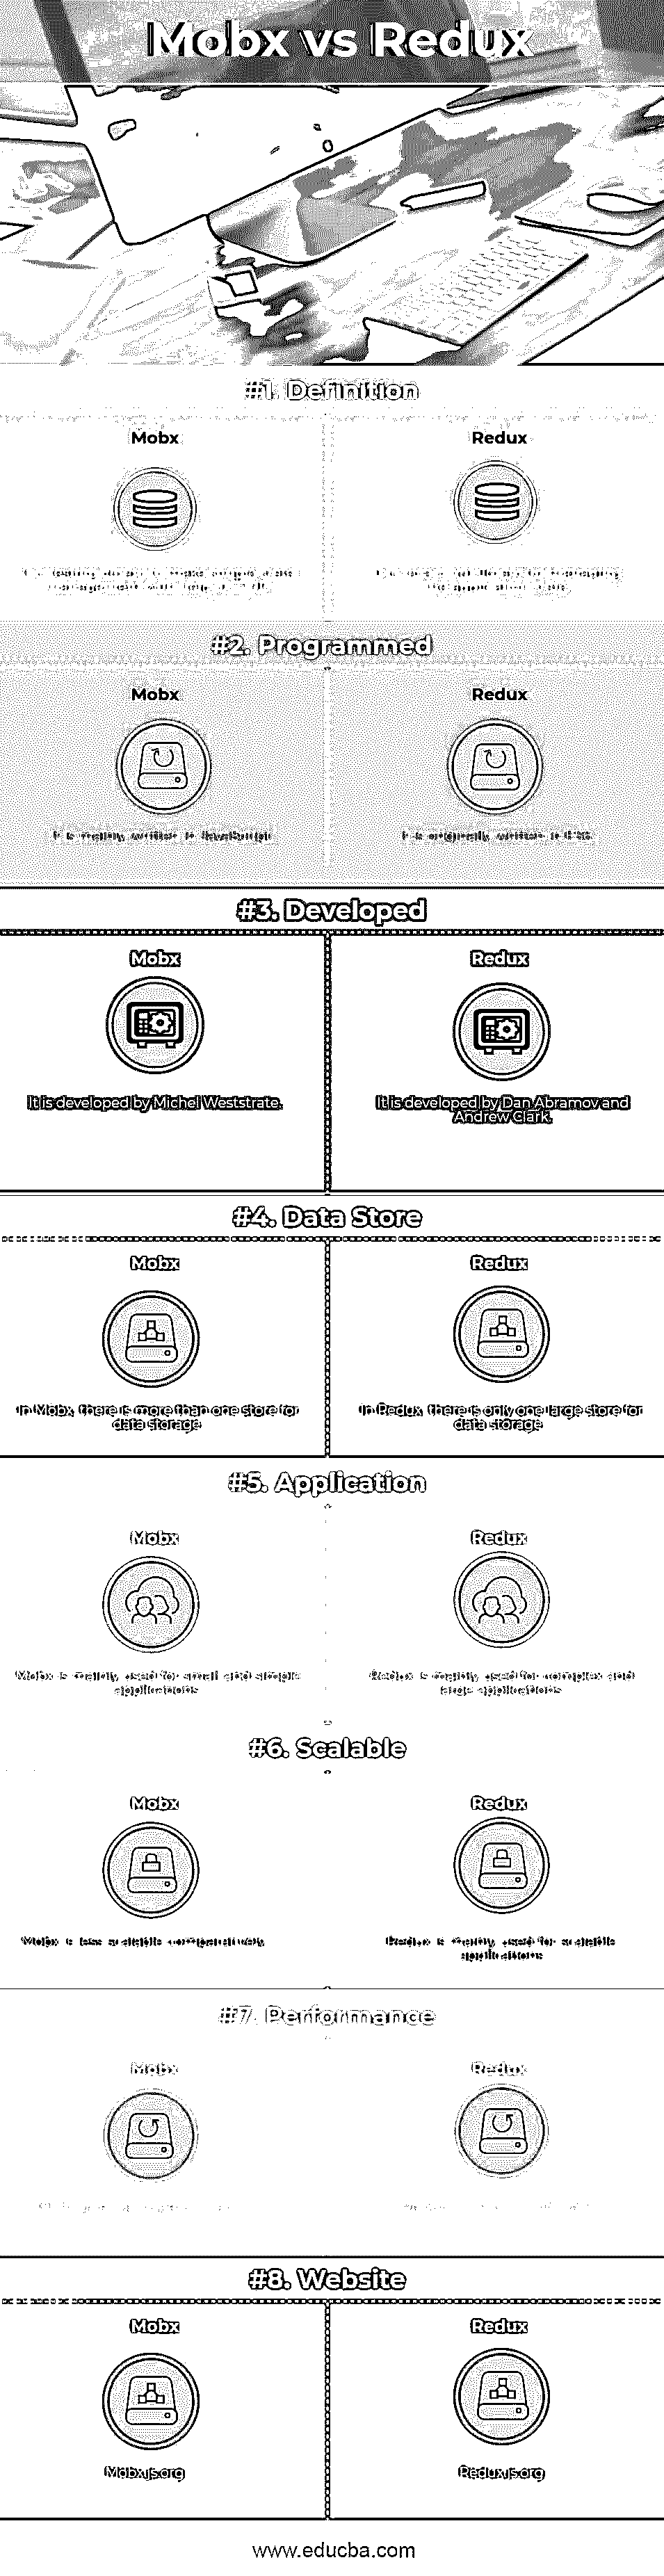 Mobx vs Redux
#1. Definition
Mobx
Redux
#2. Programmed
Mobx
Redux
It is mainly written in JavaScript.
It is originally written in ES6.
#3. Developed
Mobx
Redux
It is developed by Michel Weststrate.
It is developed by Dan Abramov and
Andrew Clark.
#4. Data Store
Mobx
Redux
In Mobx, there is more than one store for
data storage
In Redux, there is only one large store for
data storage
#5. Application
Mobx
Redux
Mobx is mainly used for small and simple
applications
Redux is mainly used for complex and
large applications
#6. Scalable
Mobx
Redux
Mobx is less scalable comparatively.
Redux is mainly used for scalable
applications
#7. Performance
Mobx
Redux
#8. Website
Mobx
Redux
Mobx.js.org
Redux.js.org
www.educba.com